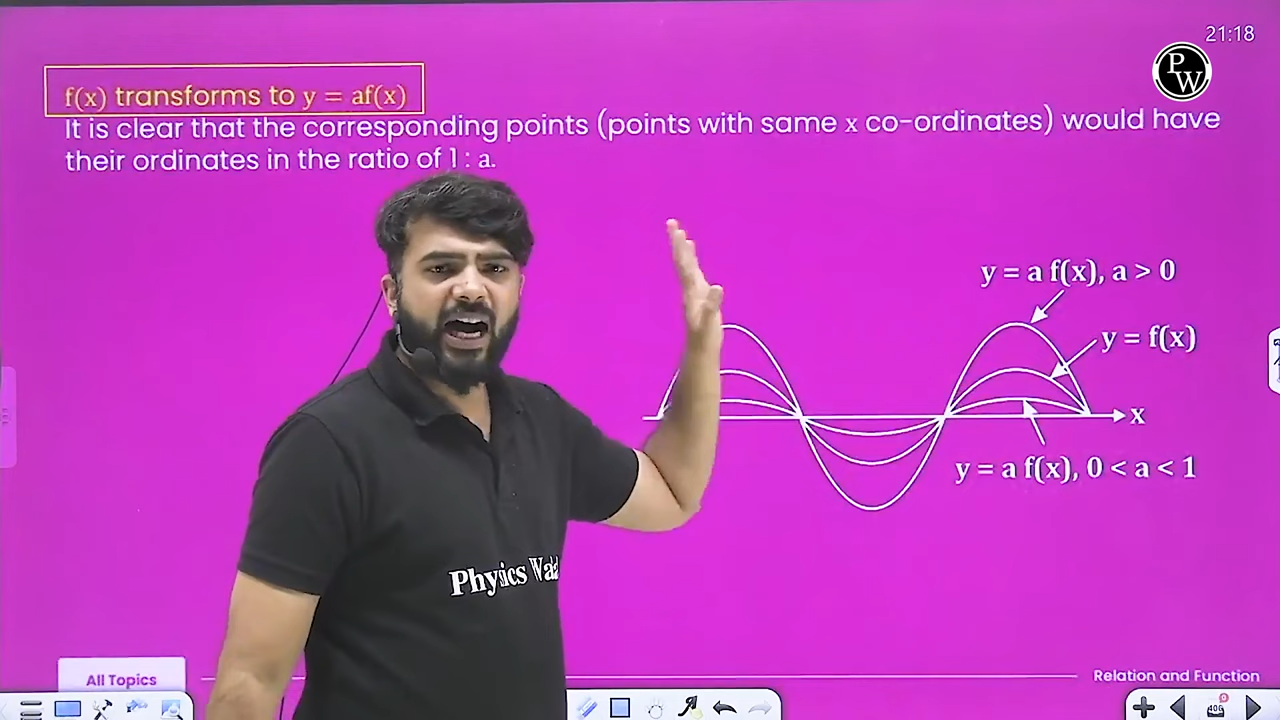 21:18
P
W
f(x) transforms to y = af(x)
It is clear that the corresponding points (points with same x co-ordinates) would have
their ordinates in the ratio of 1 : a.
y = a f(x), a > 0
y = f(x)
x
y = a f(x), 0 < a < 1
Physics
All Topics
Relation and Function